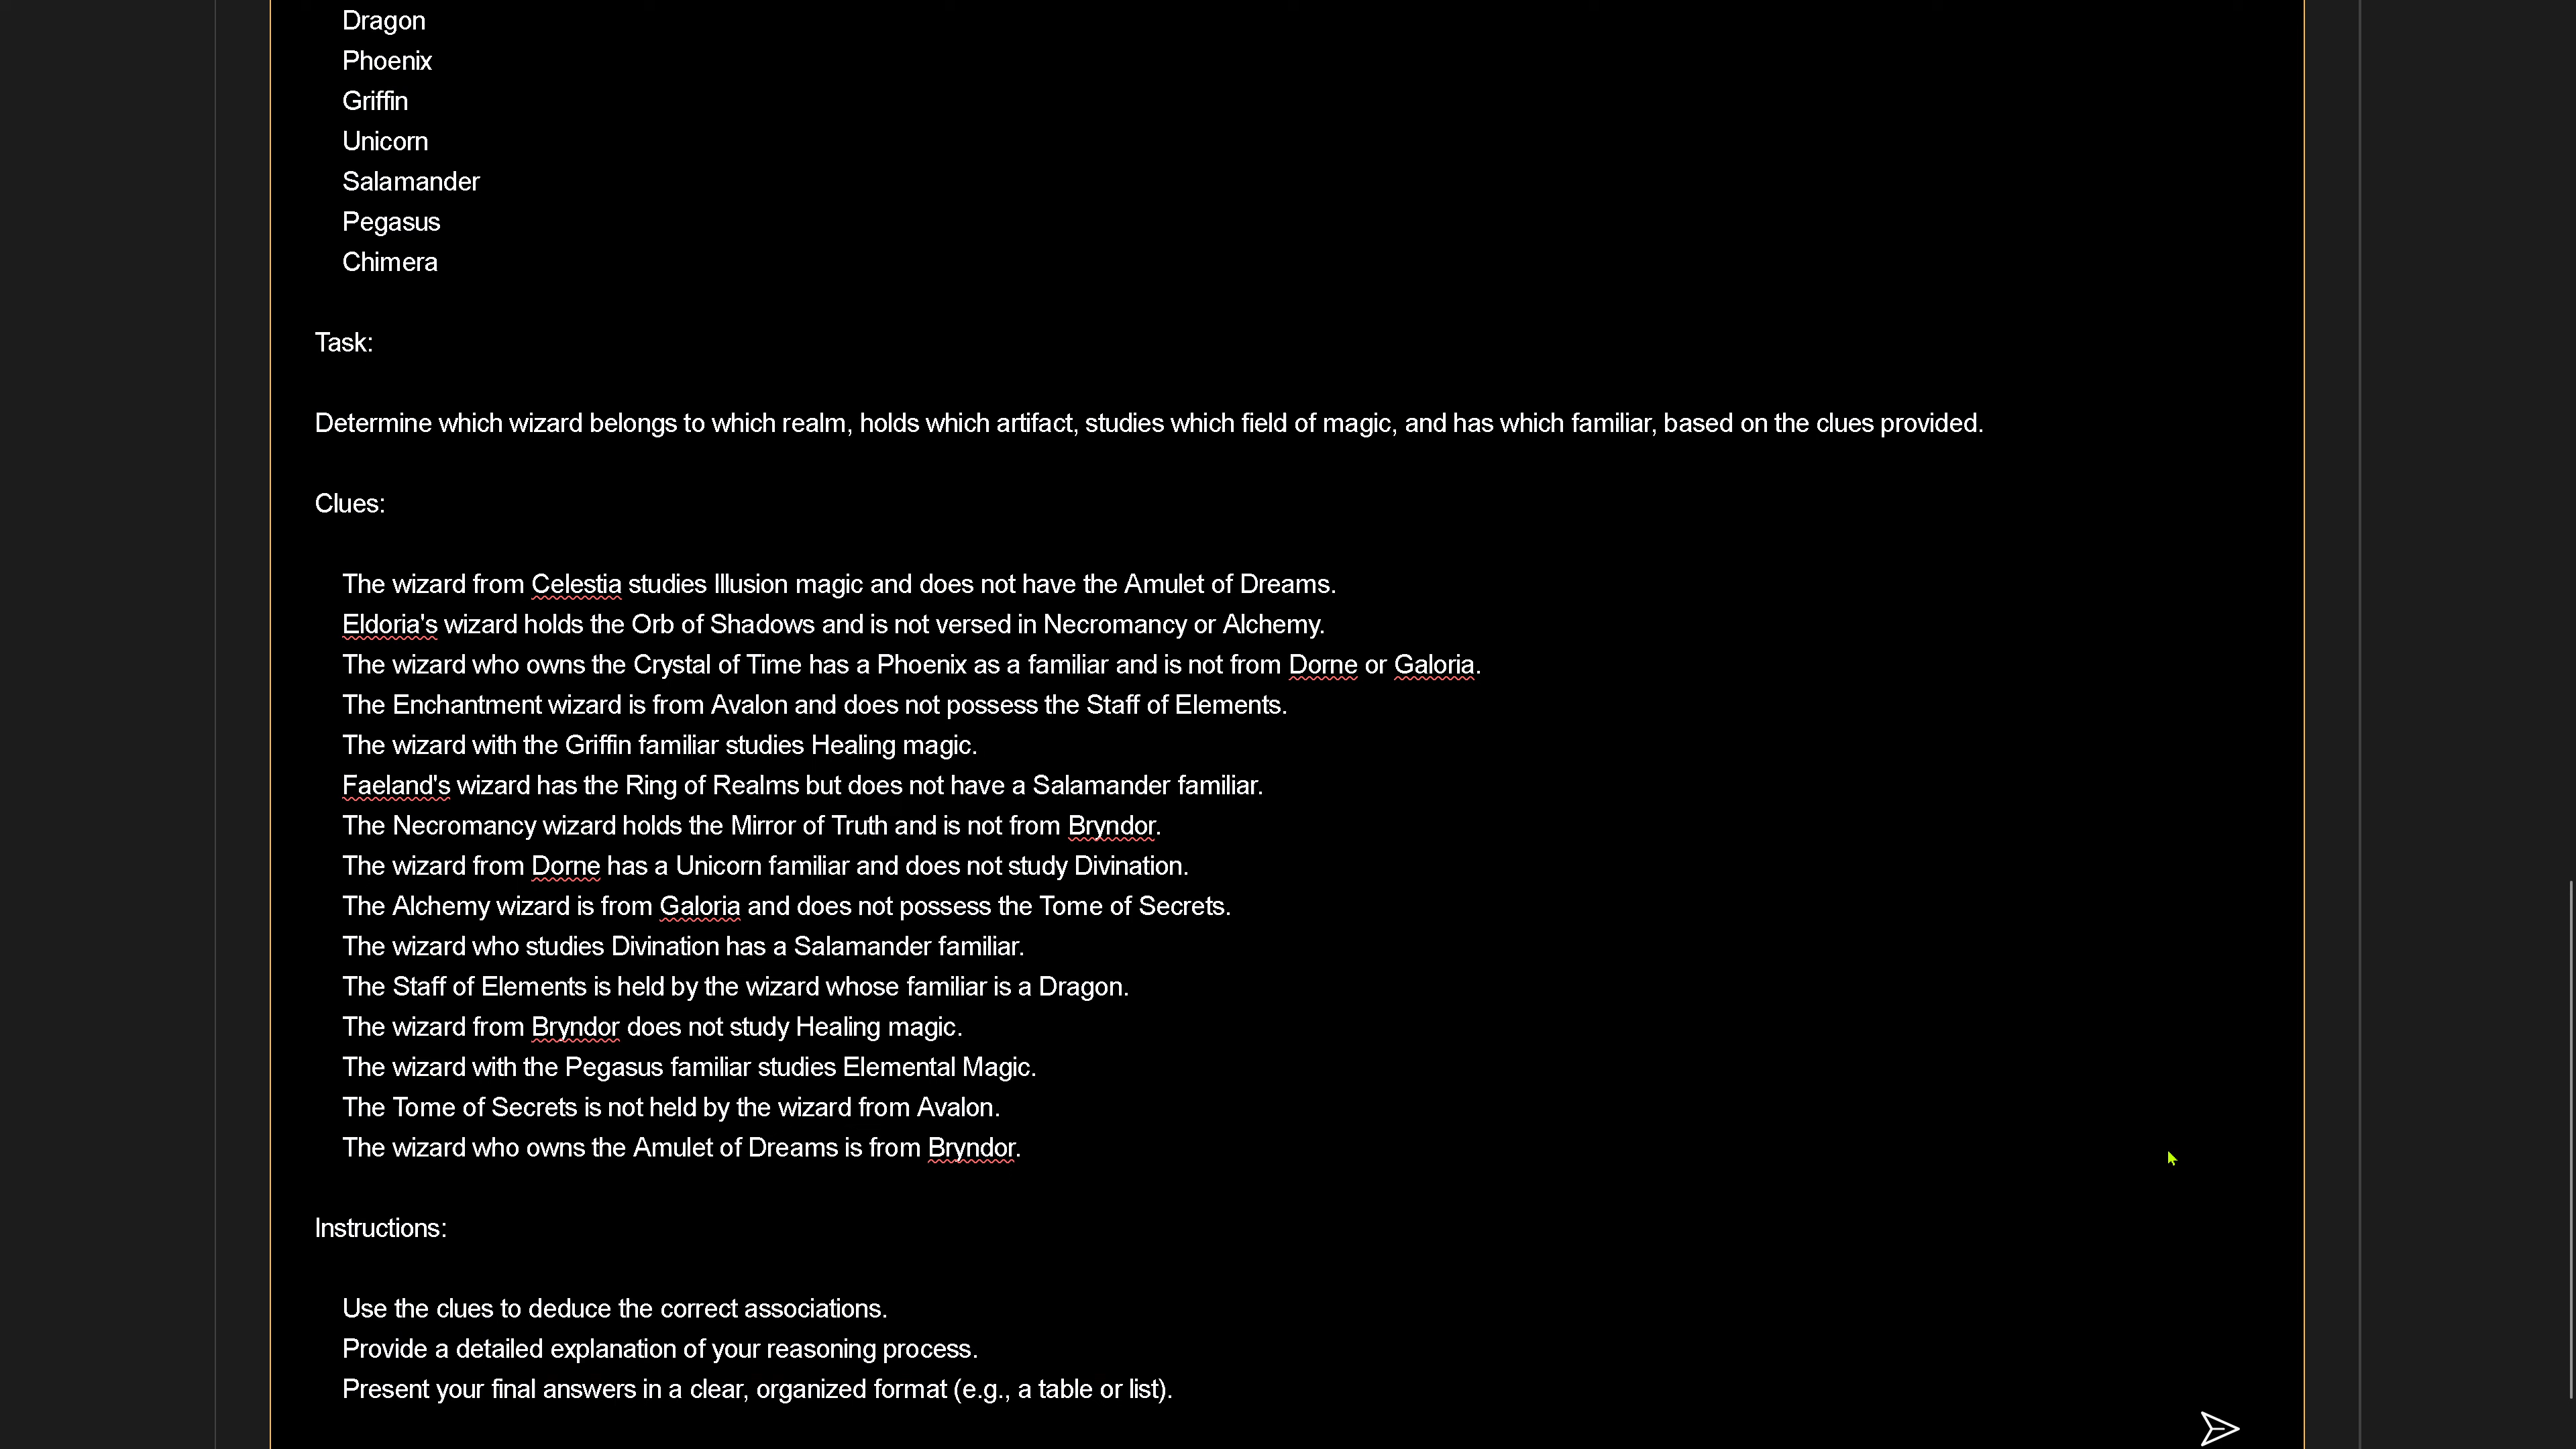 Dragon
Phoenix
Griffin
Unicorn
Salamander
Pegasus
Chimera
Task:
Determine which wizard belongs to which realm, holds which artifact, studies which field of magic, and has which familiar, based on the clues provided.
Clues:
The wizard from Celestia studies Illusion magic and does not have the Amulet of Dreams.
Eldoria's wizard holds the Orb of Shadows and is not versed in Necromancy or Alchemy.
The wizard who owns the Crystal of Time has a Phoenix as a familiar and is not from Dorne or Galoria.
The Enchantment wizard is from Avalon and does not possess the Staff of Elements.
The wizard with the Griffin familiar studies Healing magic.
Faeland's wizard has the Ring of Realms but does not have a Salamander familiar.
The Necromancy wizard holds the Mirror of Truth and is not from Bryndor.
The wizard from Dorne has a Unicorn familiar and does not study Divination.
The Alchemy wizard is from Galoria and does not possess the Tome of Secrets.
The wizard who studies Divination has a Salamander familiar.
The Staff of Elements is held by the wizard whose familiar is a Dragon.
The wizard from Bryndor does not study Healing magic.
The wizard with the Pegasus familiar studies Elemental Magic.
The Tome of Secrets is not held by the wizard from Avalon.
The wizard who owns the Amulet of Dreams is from Bryndor.
Instructions:
Use the clues to deduce the correct associations.
Provide a detailed explanation of your reasoning process.
Present your final answers in a clear, organized format (e.g., a table or list).